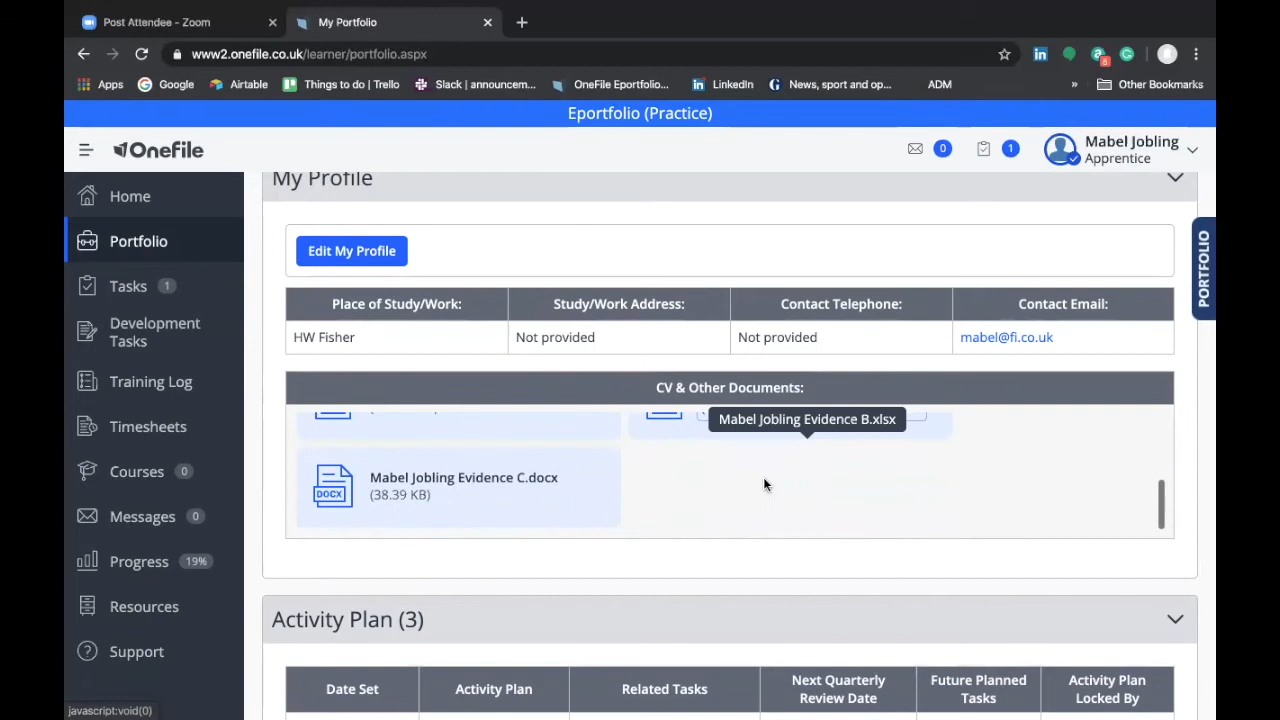 Post Attendee - Zoom
My Portfolio
www2.onefile.co.uk/learner/portfolio.aspx
Apps
Google
Airtable
Things to do | Trello
Slack | announcem...
OneFile Eportfolio...
LinkedIn
News, sport and op...
ADM
»
Other Bookmarks
Eportfolio (Practice)
Onefile
0
1
Mabel Jobling
Apprentice
Home
Portfolio
Tasks 1
Development
Tasks
Training Log
Timesheets
Courses 0
Messages 0
Progress 19%
Resources
Support
javascript:void(0)
My Profile
Edit My Profile
Place of Study/Work: Study/Work Address: Contact Telephone: Contact Email:
HW Fisher Not provided Not provided mabel@fi.co.uk
CV & Other Documents:
Mabel Jobling Evidence B.xlsx
DOCX
Mabel Jobling Evidence C.docx
(38.39 KB)
PORTFOLIO
Activity Plan (3)
Date Set
Activity Plan
Related Tasks
Next Quarterly
Review Date
Future Planned
Tasks
Activity Plan
Locked By